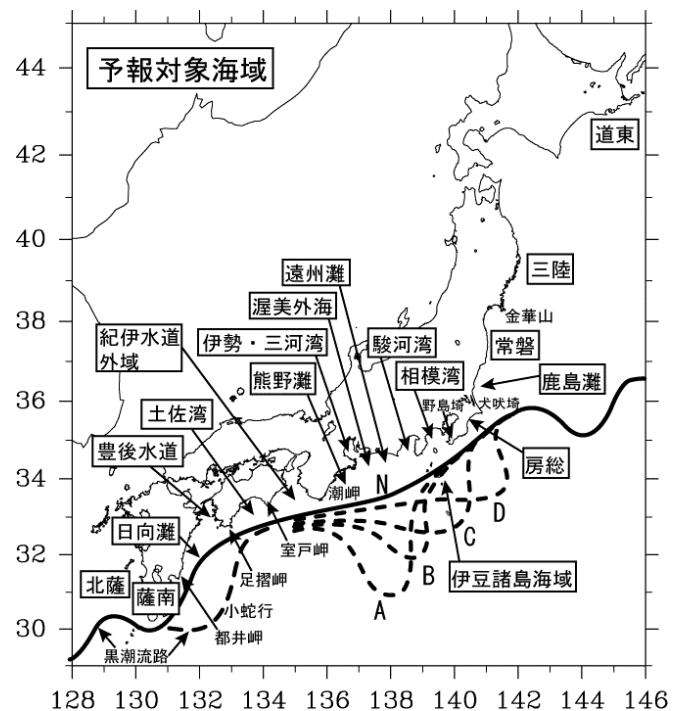 予報対象海域
道東
三陸
金華山
遠州灘
渥美外海
紀伊水道
外域
伊勢・三河湾
駿河湾
常磐
熊野灘
相模湾
鹿島灘
土佐湾
野島埼
犬吠埼
豊後水道
房総
潮岬
N
日向灘
室戸岬
D
C
B
A
伊豆諸島海域
北薩
薩南
足摺岬
小蛇行
都井岬
黒潮流路
44
42
40
38
36
34
32
30
128 130 132 134 136 138 140 142 144 146